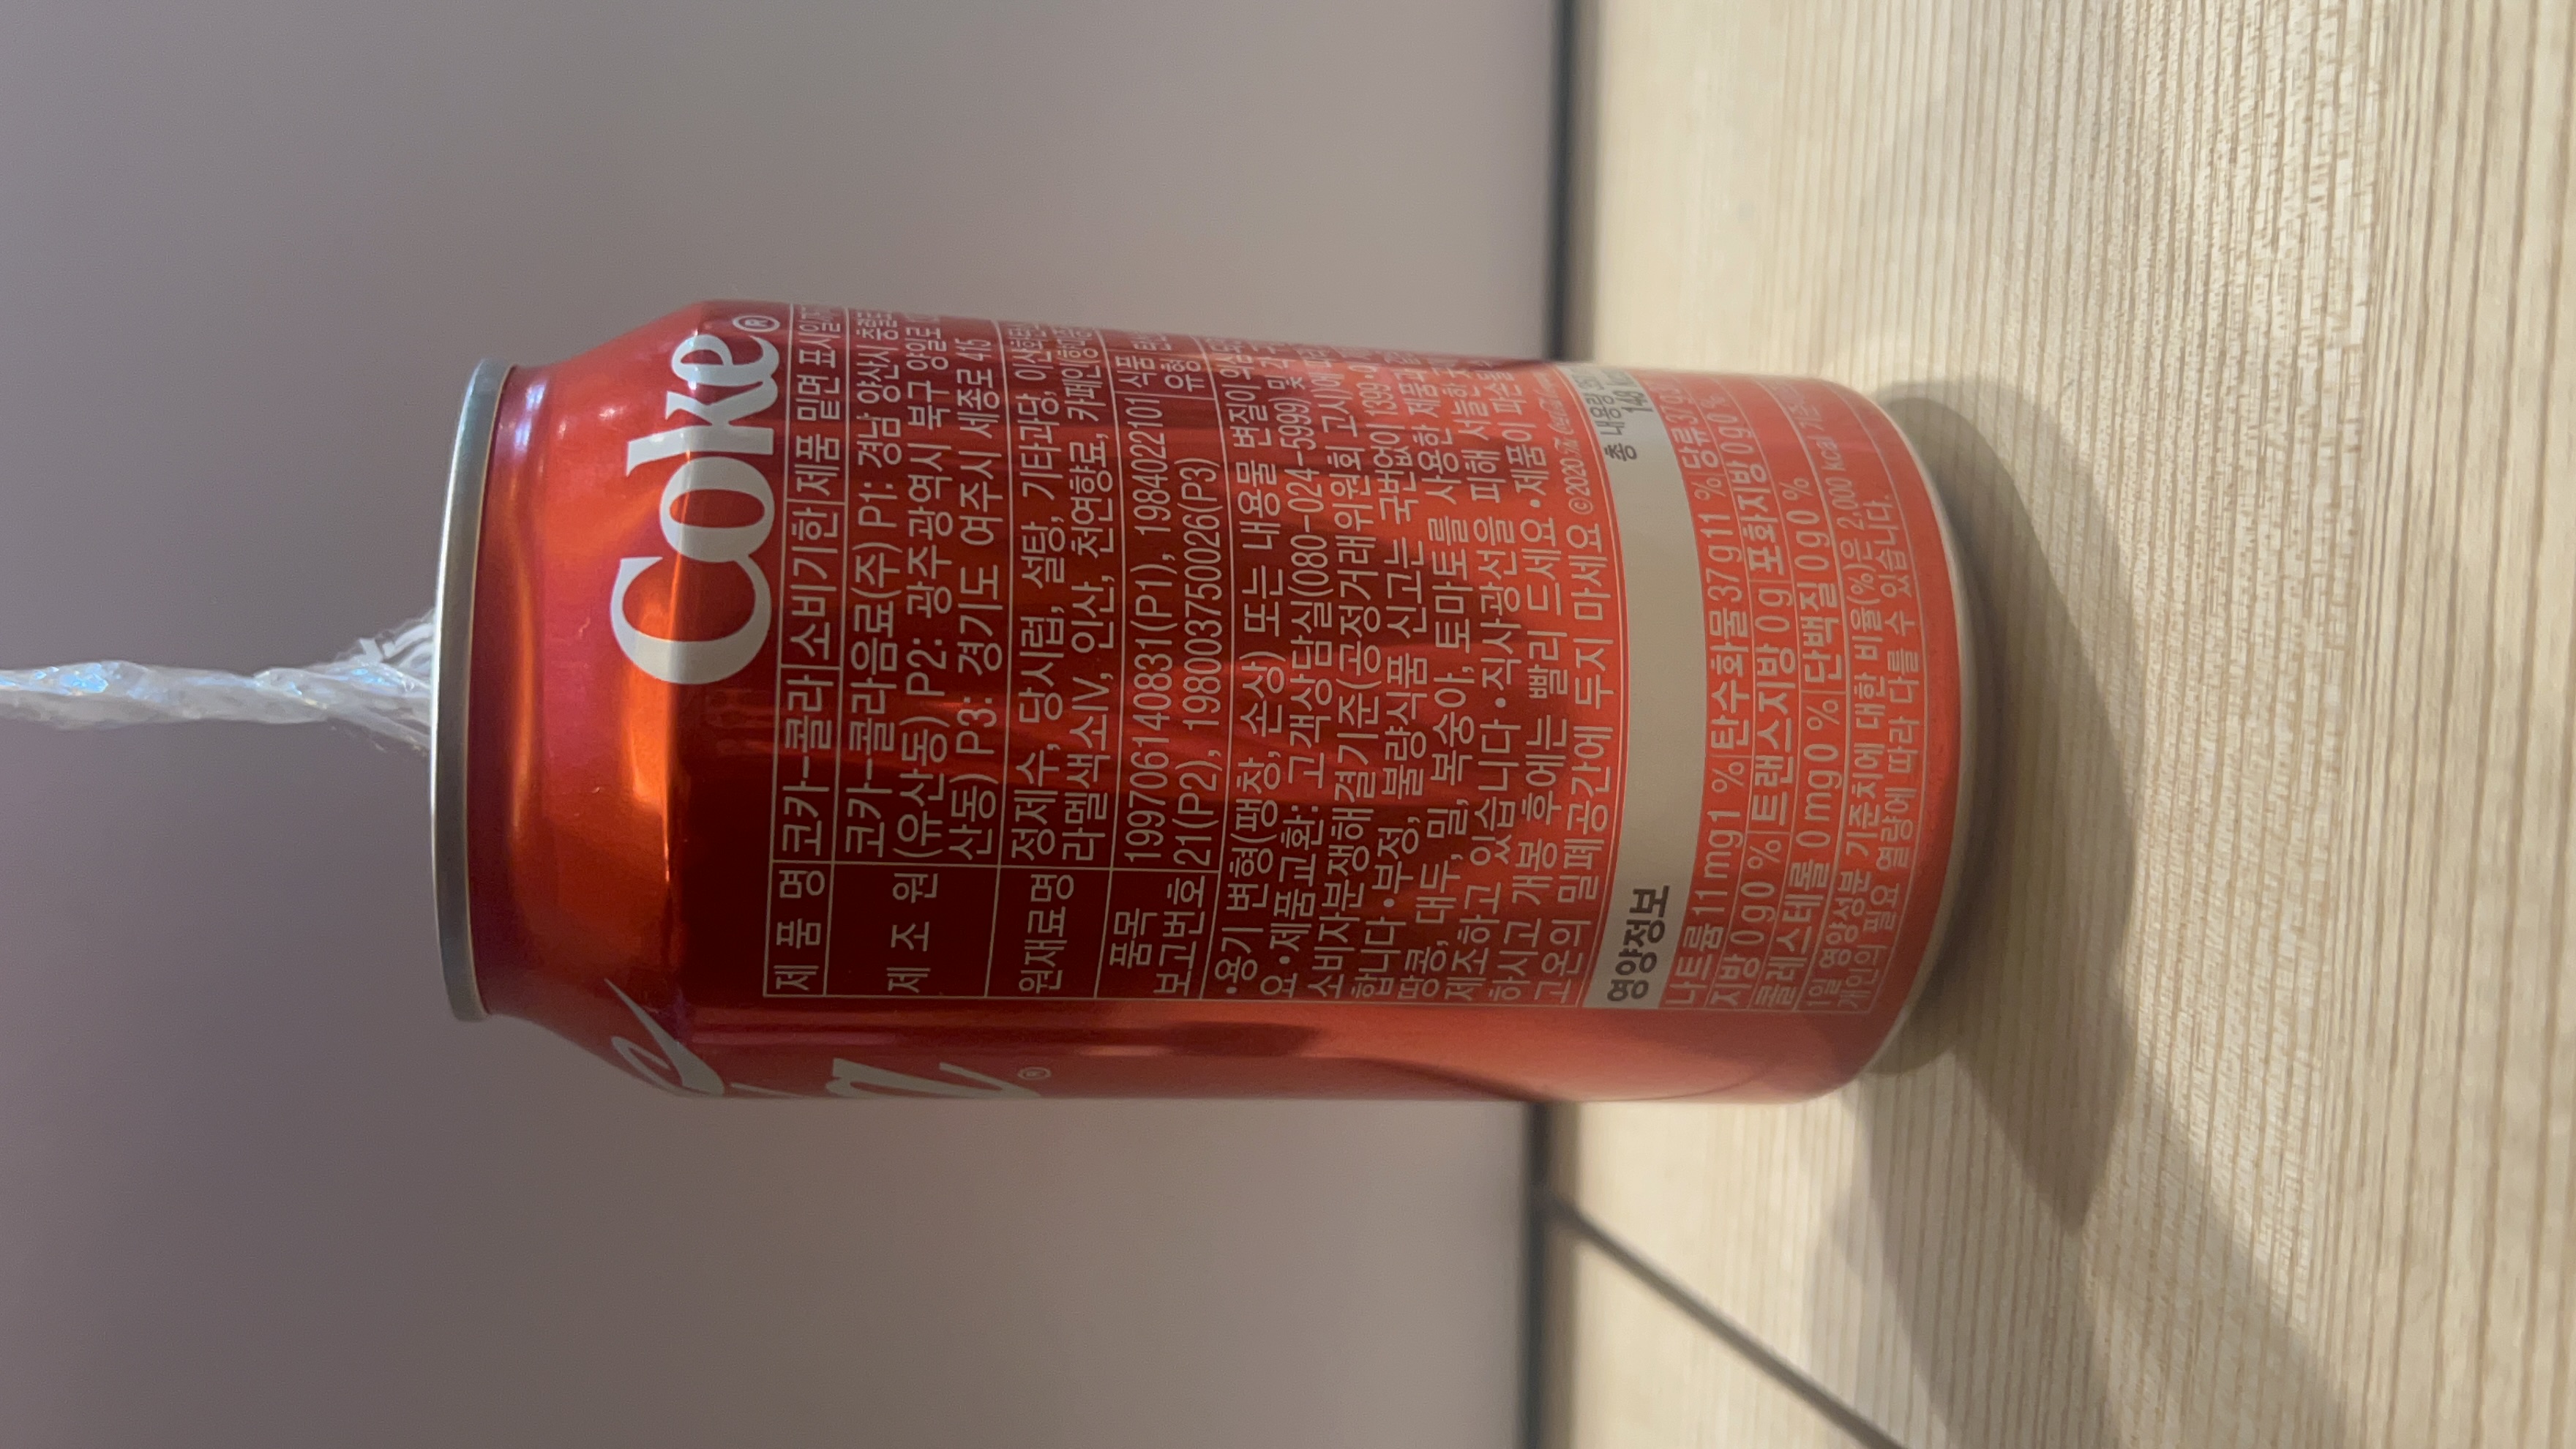 Coke®
제 품 명 코카-콜라 소비기한 제품 밑면 표시일까지
제 조 원 코카-콜라음료(주) P1: 경남 양산시
(유산동) P2: 광주광역시 북구 양일로
산동) P3: 경기도 여주시 세종로 415
원재료명 정제수, 당시럽, 설탕, 기타과당,
라멜색소IV, 인산, 천연향료, 카페인
품목 보고번호 199706140831(P1), 1984022101
21(P2), 198003750026(P3)
식품
유형
•용기 변형(팽창, 손상) 또는 내용물 변질이
요 •제품교환: 고객상담실(080-024-5999) 및
소비자분쟁해결기준(공정거래위원회 고시)에
합니다 •부정, 불량식품 신고는 국번없이 1399 •
땅콩, 대두, 밀, 복숭아, 토마토를 사용한 제품과
제조하고 있습니다 •직사광선을 피해 서늘한
하시고 개봉 후에는 빨리 드세요 •제품이
고온의 밀폐공간에 두지 마세요 ©2020
영양정보
총 내용량
148 kcal
나트륨 11 mg 1 % 탄수화물 37 g 11 % 당류 37 g
지방 0 g 0 % 트랜스지방 0 g 포화지방 0 g 0 %
콜레스테롤 0 mg 0 % 단백질 0 g 0 %
1일 영양성분 기준치에 대한 비율(%)은 2,000 kcal
개인의 필요 열량에 따라 다를 수 있습니다.